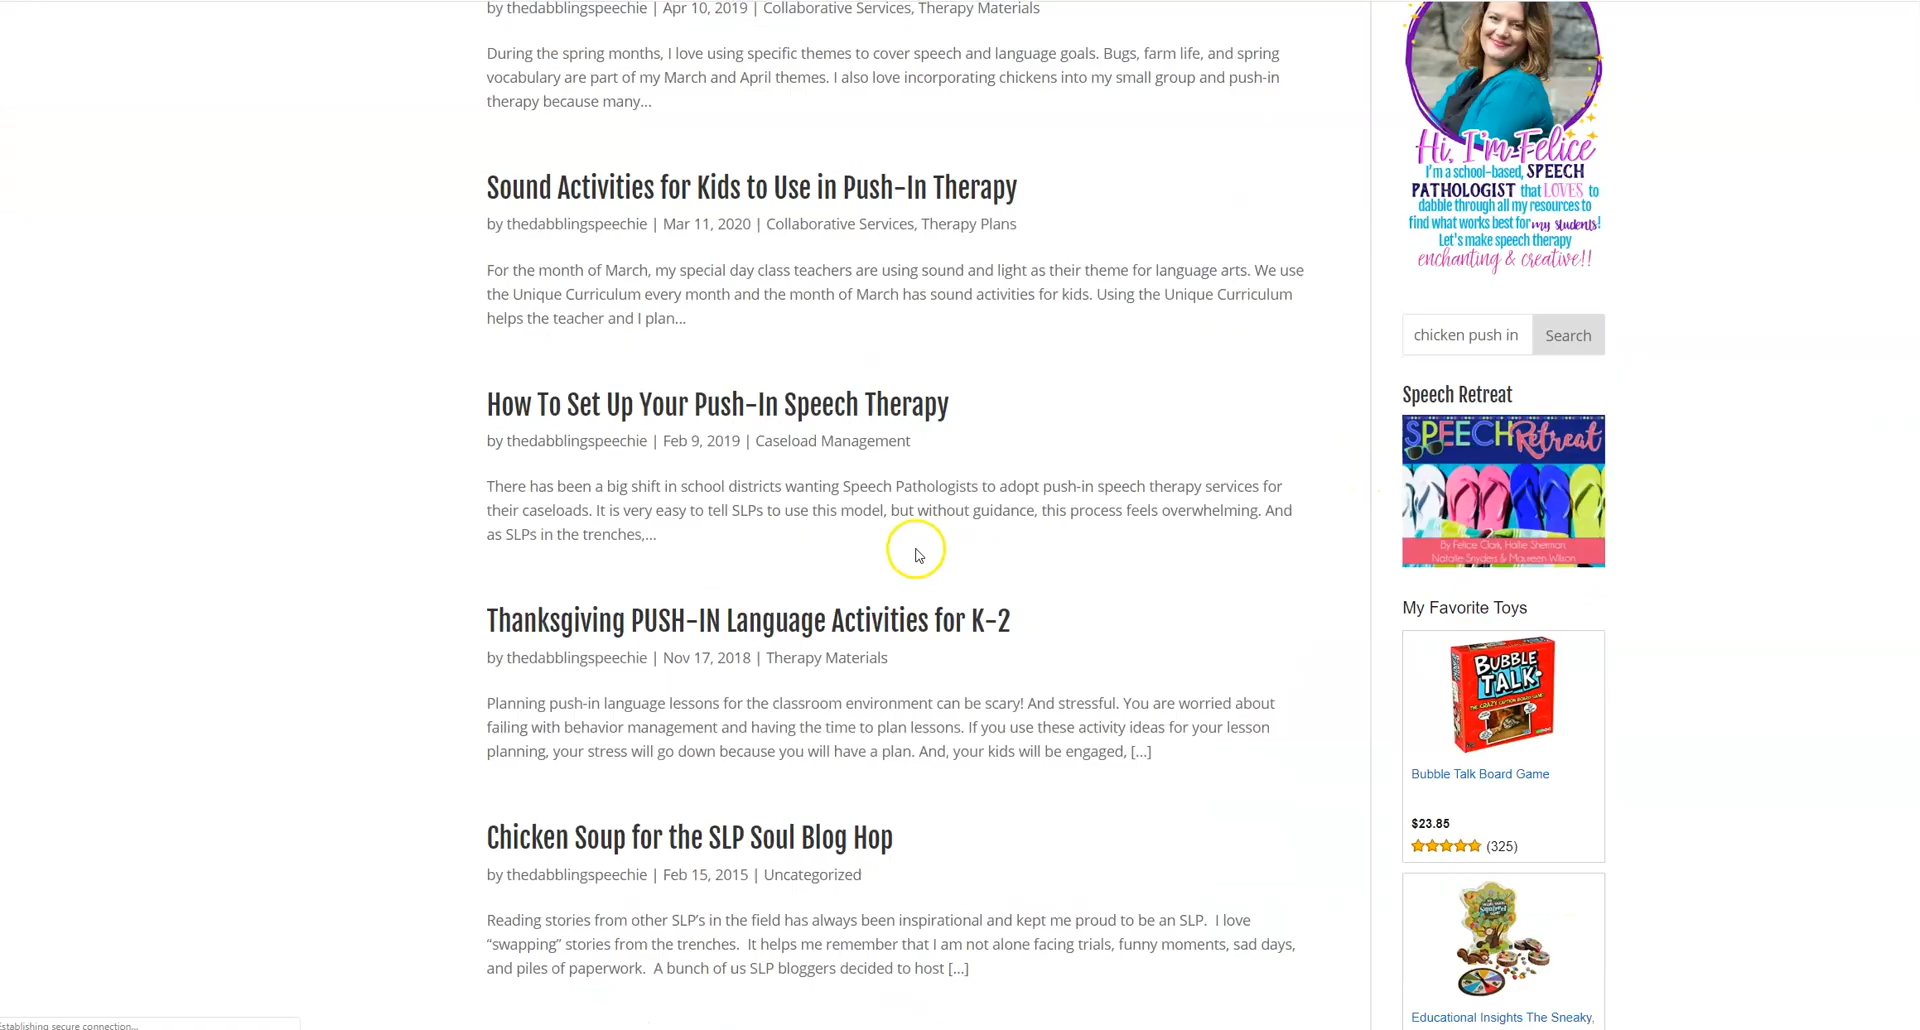 by thedabblingspeechie | Apr 10, 2019 | Collaborative Services, Therapy Materials
During the spring months, I love using specific themes to cover speech and language goals. Bugs, farm life, and spring
vocabulary are part of my March and April themes. I also love incorporating chickens into my small group and push-in
therapy because many...
Sound Activities for Kids to Use in Push-In Therapy
by thedabblingspeechie | Mar 11, 2020 | Collaborative Services, Therapy Plans
For the month of March, my special day class teachers are using sound and light as their theme for language arts. We use
the Unique Curriculum every month and the month of March has sound activities for kids. Using the Unique Curriculum
helps the teacher and I plan...
How To Set Up Your Push-In Speech Therapy
by thedabblingspeechie | Feb 9, 2019 | Caseload Management
There has been a big shift in school districts wanting Speech Pathologists to adopt push-in speech therapy services for
their caseloads. It is very easy to tell SLPs to use this model, but without guidance, this process feels overwhelming. And
as SLPs in the trenches,...
Thanksgiving PUSH-IN Language Activities for K-2
by thedabblingspeechie | Nov 17, 2018 | Therapy Materials
Planning push-in language lessons for the classroom environment can be scary! And stressful. You are worried about
failing with behavior management and having the time to plan lessons. If you use these activity ideas for your lesson
planning, your stress will go down because you will have a plan. And, your kids will be engaged, [...]
Chicken Soup for the SLP Soul Blog Hop
by thedabblingspeechie | Feb 15, 2015 | Uncategorized
Reading stories from other SLP's in the field has always been inspirational and kept me proud to be an SLP.  I love
“swapping” stories from the trenches.  It helps me remember that I am not alone facing trials, funny moments, sad days,
and piles of paperwork.  A bunch of us SLP bloggers decided to host [...]
Hi, I'm Felice
I'm a school-based, SPEECH
PATHOLOGIST that LOVES to
dabble through all my resources to
find what works best for my students!
Let's make speech therapy
enchanting & creative!!
chicken push in
Search
Speech Retreat
SPEECH Retreat
By Felice Clark, Hallie Sherman,
Natalie Snyders & Maureen Wilson
My Favorite Toys
BUBBLE
TALK
Bubble Talk Board Game
$23.85
(325)
Educational Insights The Sneaky,
Establishing secure connection...